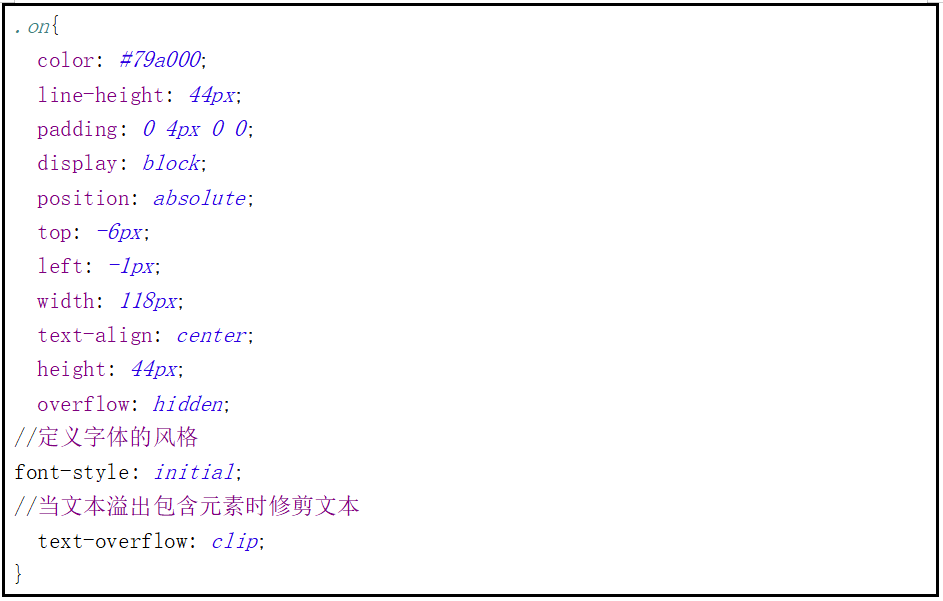 .on{
  color: #79a000;
  line-height: 44px;
  padding: 0 4px 0 0;
  display: block;
  position: absolute;
  top: -6px;
  left: -1px;
  width: 118px;
  text-align: center;
  height: 44px;
  overflow: hidden;
//定义字体的风格
font-style: initial;
//当文本溢出包含元素时修剪文本
  text-overflow: clip;
}